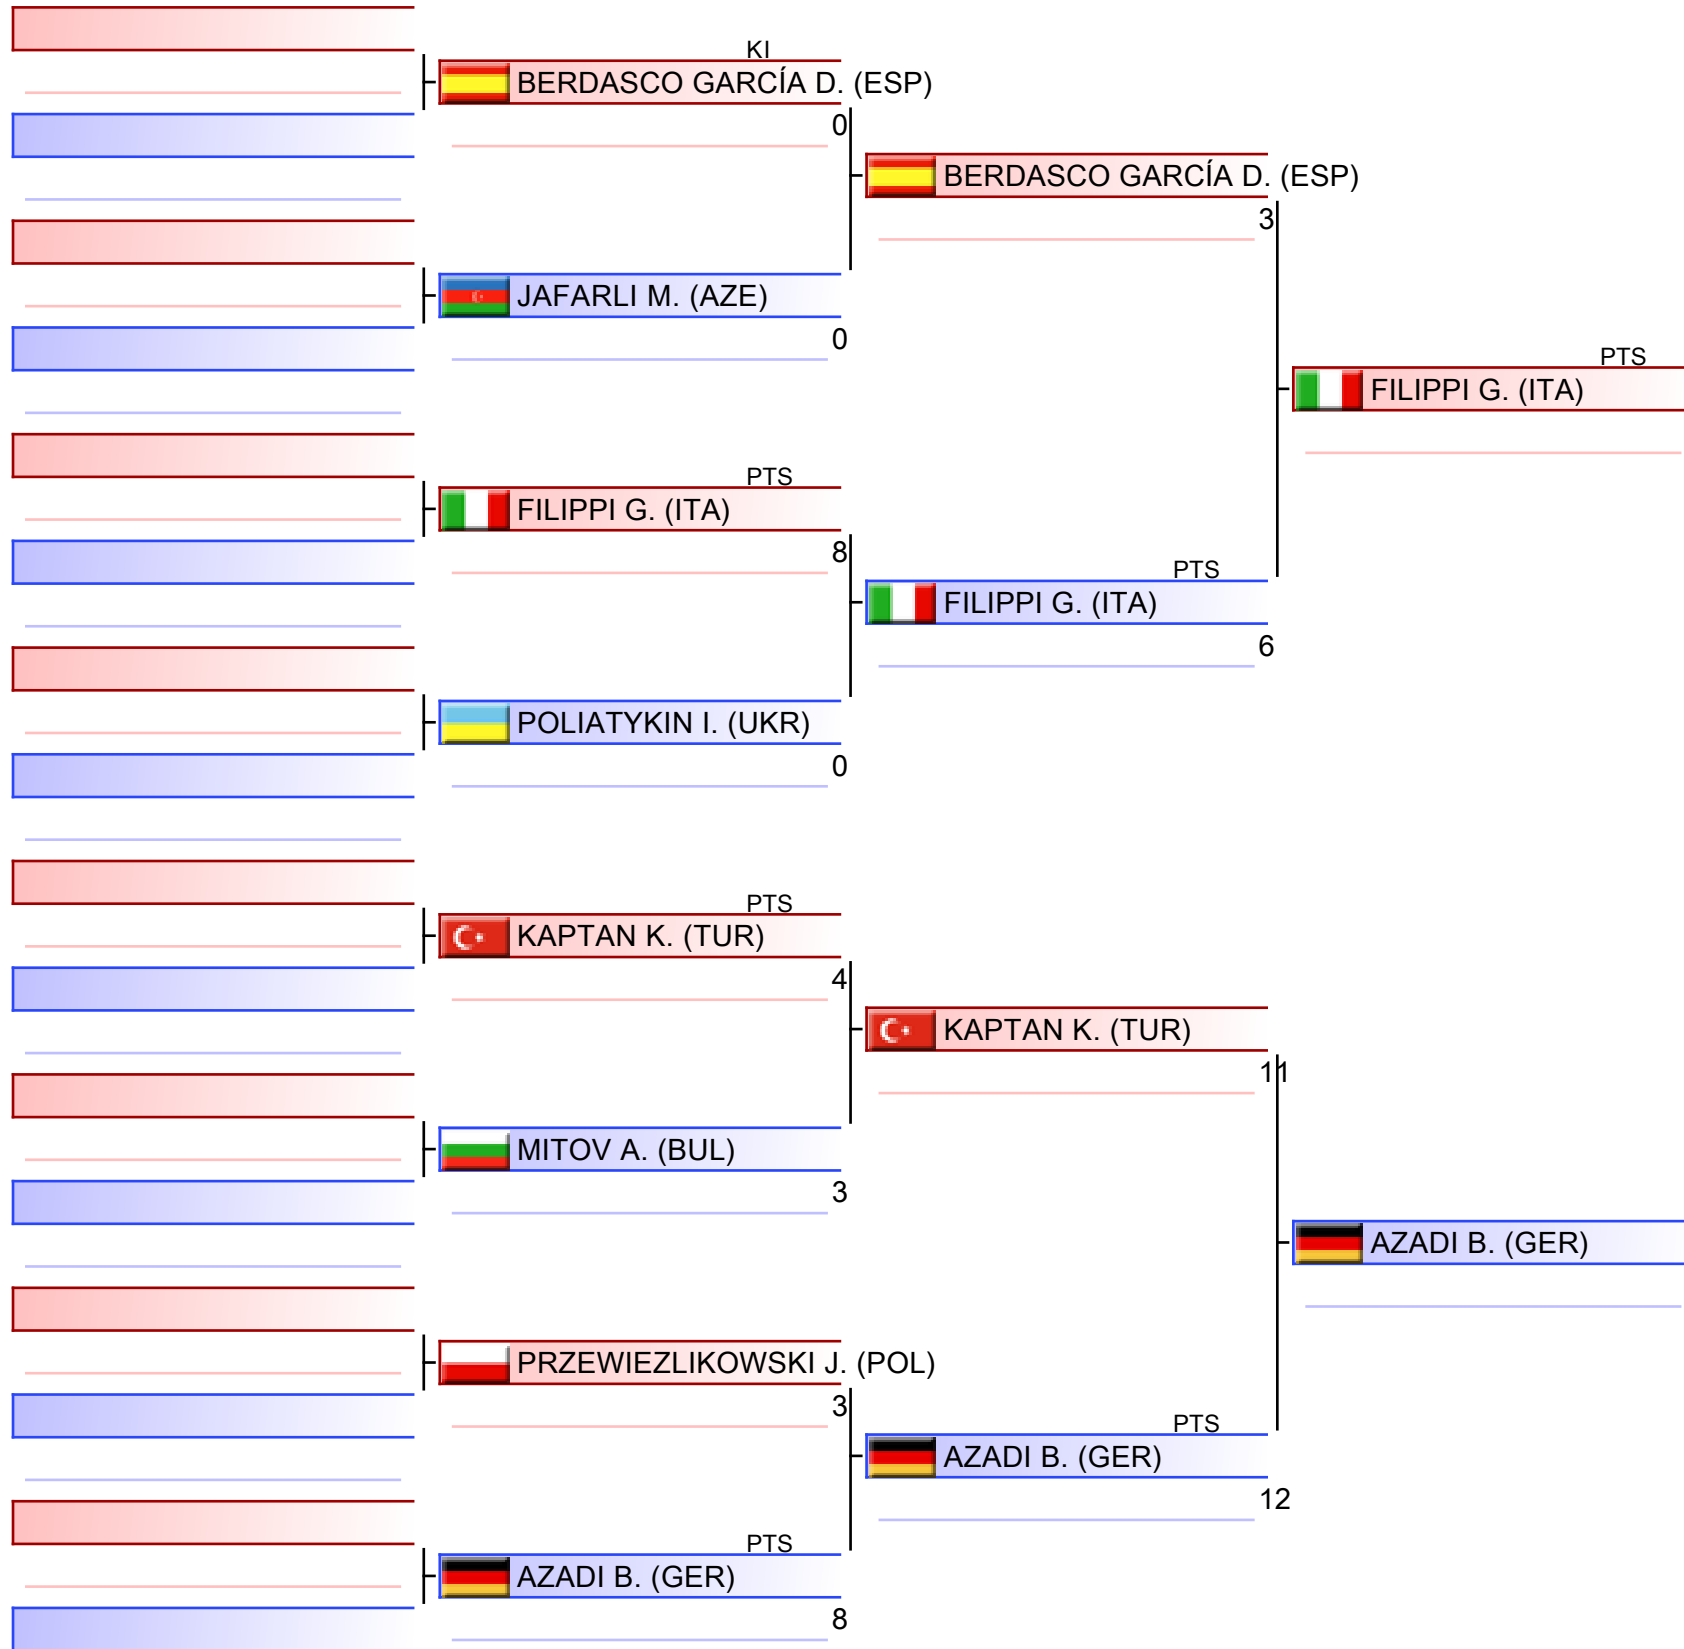 KI
BERDASCO GARCÍA D. (ESP)
0
BERDASCO GARCÍA D. (ESP)
3
JAFARLI M. (AZE)
0
PTS
FILIPPI G. (ITA)
PTS
FILIPPI G. (ITA)
8
PTS
FILIPPI G. (ITA)
6
POLIATYKIN I. (UKR)
0
PTS
KAPTAN K. (TUR)
4
KAPTAN K. (TUR)
11
MITOV A. (BUL)
3
AZADI B. (GER)
PRZEWIEZLIKOWSKI J. (POL)
3
PTS
AZADI B. (GER)
12
PTS
AZADI B. (GER)
8